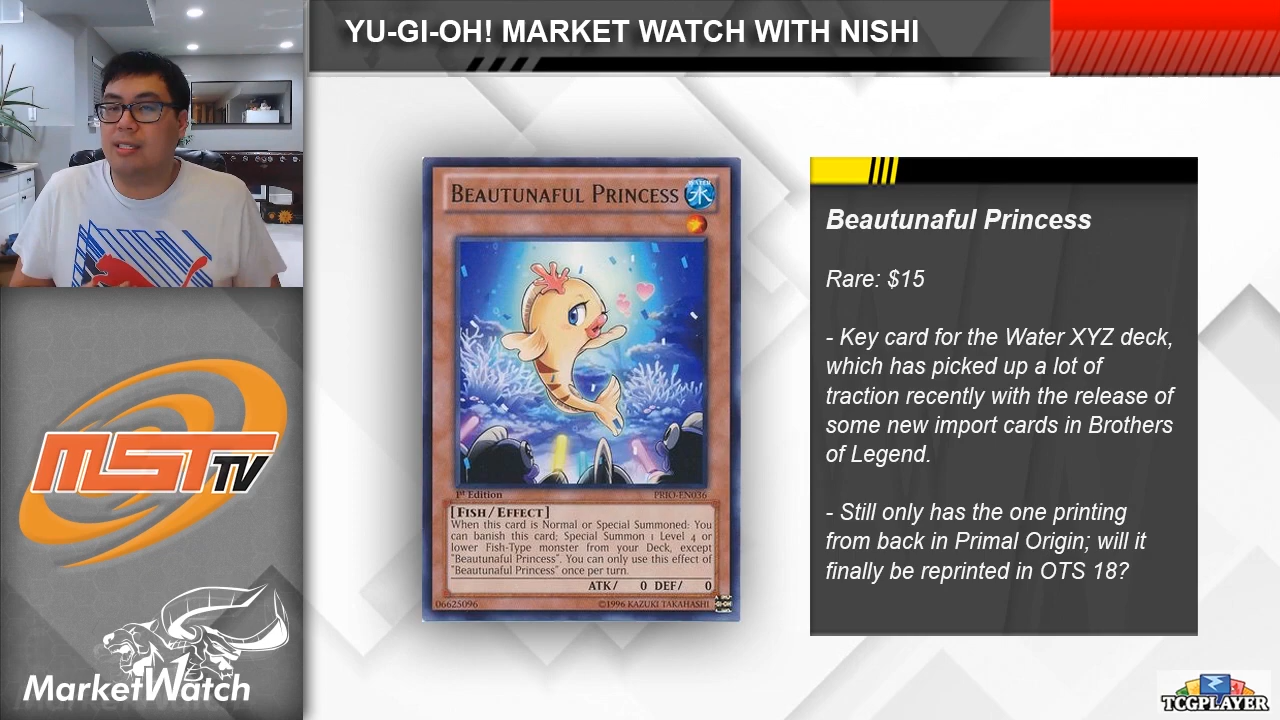 YU-GI-OH! MARKET WATCH WITH NISHI
BEAUTUNAFUL PRINCESS
WATER
水
1st Edition
PRIO-EN036
[FISH/EFFECT]
When this card is Normal or Special Summoned: You
can banish this card; Special Summon 1 Level 4 or
lower Fish-Type monster from your Deck, except
"Beautunaful Princess". You can only use this effect of
"Beautunaful Princess" once per turn.
ATK/ 0 DEF/ 0
06625096
©1996 KAZUKI TAKAHASHI
Beautunaful Princess
Rare: $15
- Key card for the Water XYZ deck,
which has picked up a lot of
traction recently with the release of
some new import cards in Brothers
of Legend.
- Still only has the one printing
from back in Primal Origin; will it
finally be reprinted in OTS 18?
MST TV
MarketWatch
TCGPLAYER